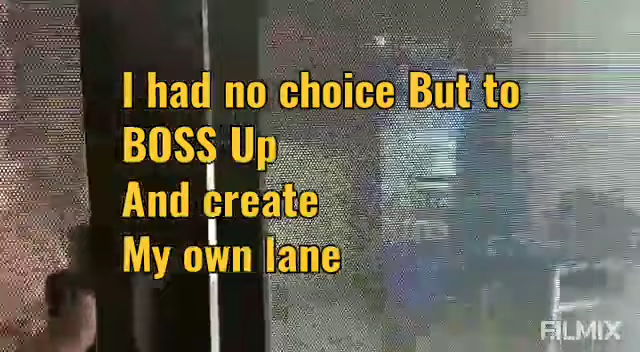 I had no choice But to
BOSS Up
And create
My own lane
FILMIX